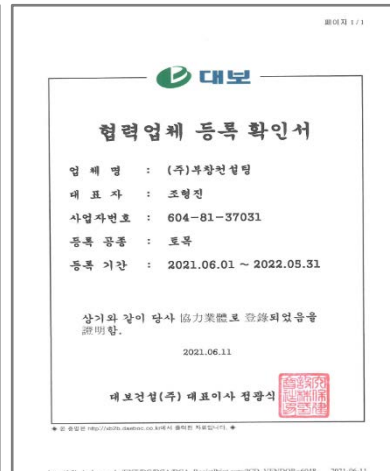 페이지 1 / 1
대보
협력업체 등록 확인서
업 체 명 : (주)부창컨설팅
대 표 자 : 조형진
사업자번호 : 604-81-37031
등록 공종 : 토목
등록 기간 : 2021.06.01 ~ 2022.05.31
상기와 같이 당사 協力業體로 登錄되었음을
證明함.
2021.06.11
대보건설(주) 대표이사 정광식
2021-06-11